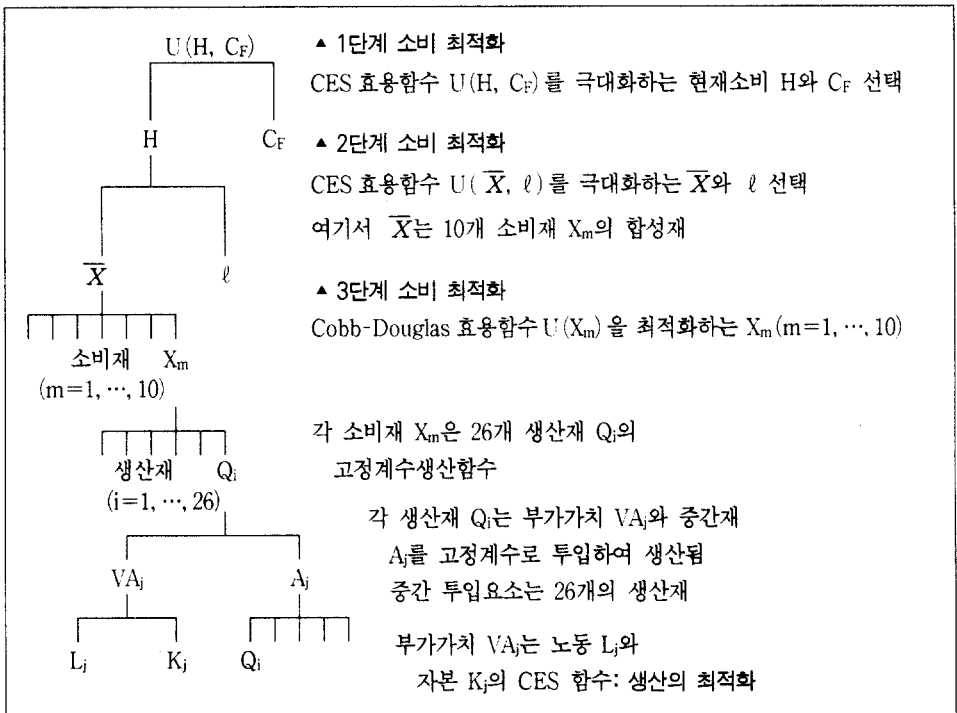 U(H, C_F)
▲ 1단계 소비 최적화
CES 효용함수 U(H, C_F)를 극대화하는 현재소비 H와 C_F 선택
H
C_F
▲ 2단계 소비 최적화
CES 효용함수 U(X̅, ℓ)를 극대화하는 X̅와 ℓ 선택
여기서 X̅는 10개 소비재 X_m의 합성재
X̅
ℓ
▲ 3단계 소비 최적화
Cobb-Douglas 효용함수 U(X_m)을 최적화하는 X_m(m=1, ⋯, 10)
소비재 X_m
(m=1, ⋯, 10)
각 소비재 X_m은 26개 생산재 Q_i의
고정계수생산함수
생산재 Q_i
(i=1, ⋯, 26)
각 생산재 Q_i는 부가가치 VA_j와 중간재
A_j를 고정계수로 투입하여 생산됨
중간 투입요소는 26개의 생산재
VA_j
A_j
부가가치 VA_j는 노동 L_j와
자본 K_j의 CES 함수: 생산의 최적화
L_j
K_j
Q_i